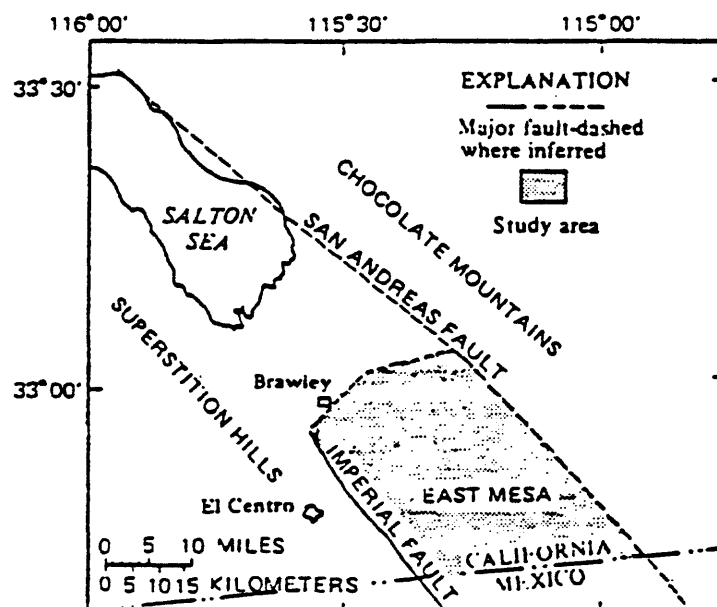 116°00' 115°30' 115°00'
33°30'
EXPLANATION
Major fault-dashed
where inferred
Study area
CHOCOLATE MOUNTAINS
SALTON
SEA
SAN ANDREAS FAULT
SUPERSTITION HILLS
33°00'
Brawley
IMPERIAL FAULT
EAST MESA
El Centro
0 5 10 MILES
0 5 10 15 KILOMETERS
CALIFORNIA
MEXICO